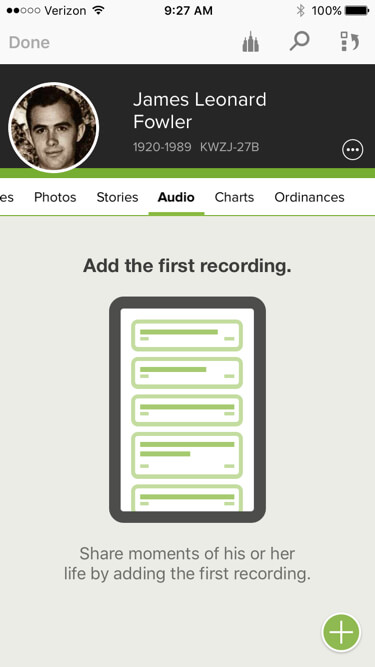 Verizon 9:27 AM 100%
Done
James Leonard
Fowler
1920-1989 KWZJ-27B
es Photos Stories Audio Charts Ordinances
Add the first recording.
Share moments of his or her
life by adding the first recording.